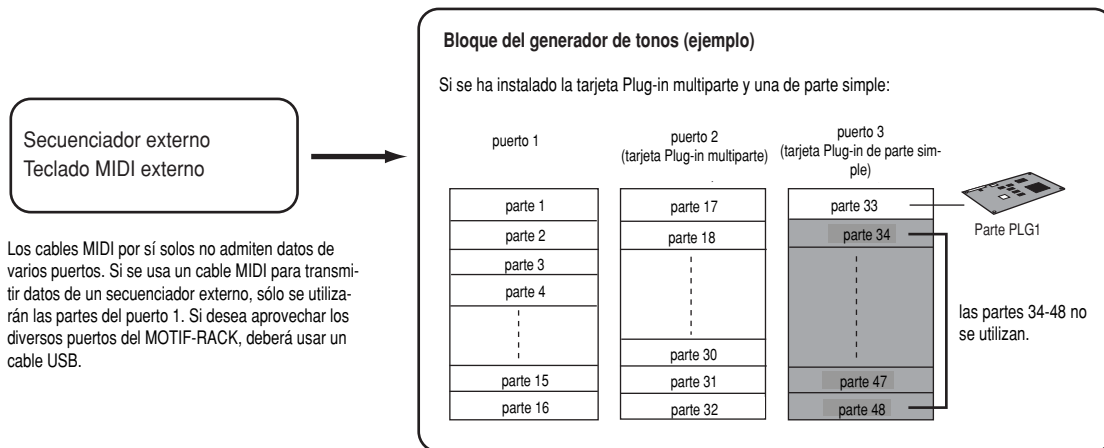 Bloque del generador de tonos (ejemplo)
Si se ha instalado la tarjeta Plug-in multiparte y una de parte simple:
Secuenciador externo
Teclado MIDI externo
Los cables MIDI por sí solos no admiten datos de
varios puertos. Si se usa un cable MIDI para transmi-
tir datos de un secuenciador externo, sólo se utiliza-
rán las partes del puerto 1. Si desea aprovechar los
diversos puertos del MOTIF-RACK, deberá usar un
cable USB.
puerto 1
parte 1
parte 2
parte 3
parte 4
parte 15
parte 16
puerto 2
(tarjeta Plug-in multiparte)
parte 17
parte 18
parte 30
parte 31
parte 32
puerto 3
(tarjeta Plug-in de parte sim-
ple)
parte 33
parte 34
parte 47
parte 48
Parte PLG1
las partes 34-48 no
se utilizan.